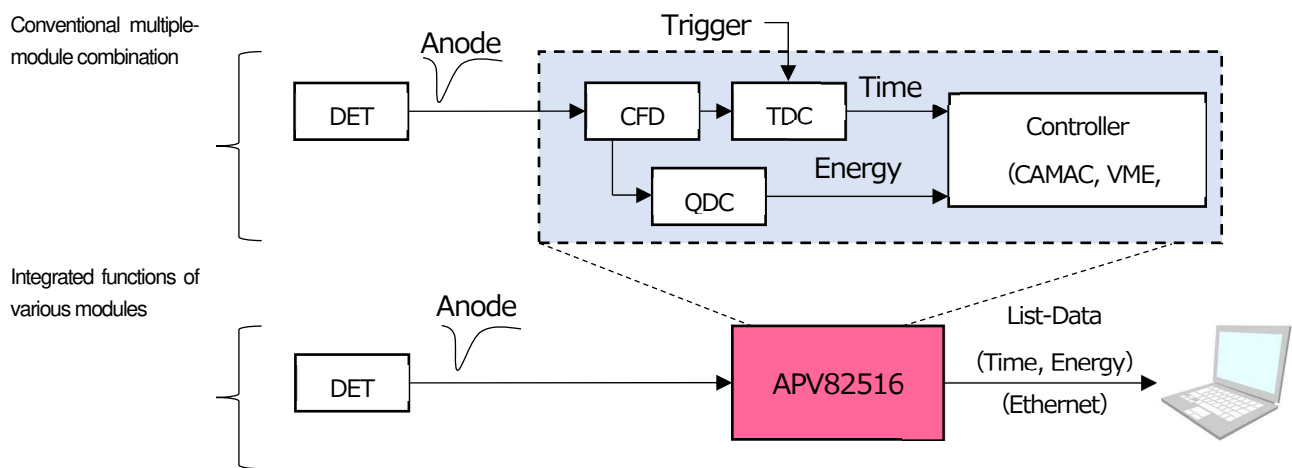 Conventional multiple-
module combination
Anode
Trigger
DET
CFD
TDC
Time
QDC
Energy
Controller
(CAMAC, VME,
Integrated functions of
various modules
Anode
DET
APV82516
List-Data
(Time, Energy)
(Ethernet)